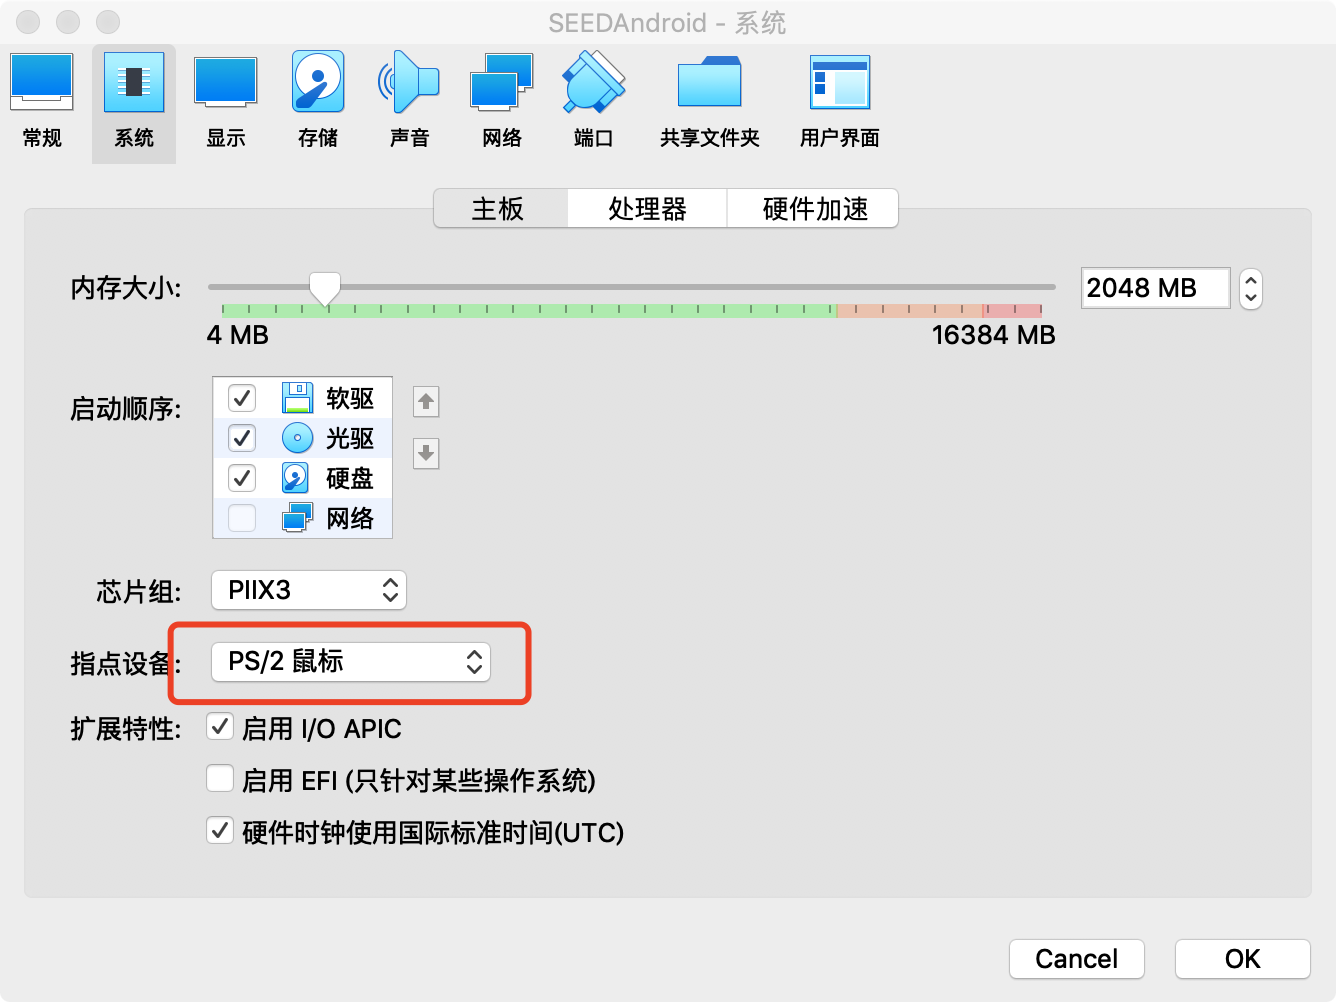 SEEDAndroid - 系统
常规 系统 显示 存储 声音 网络 端口 共享文件夹 用户界面
主板 处理器 硬件加速
内存大小: 2048 MB
4 MB 16384 MB
启动顺序: 软驱
光驱
硬盘
网络
芯片组: PIIX3
指点设备: PS/2 鼠标
扩展特性: 启用 I/O APIC
启用 EFI (只针对某些操作系统)
硬件时钟使用国际标准时间(UTC)
Cancel OK